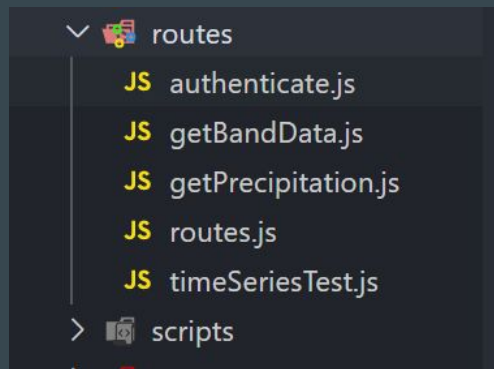 routes
JS authenticate.js
JS getBandData.js
JS getPrecipitation.js
JS routes.js
JS timeSeriesTest.js
scripts